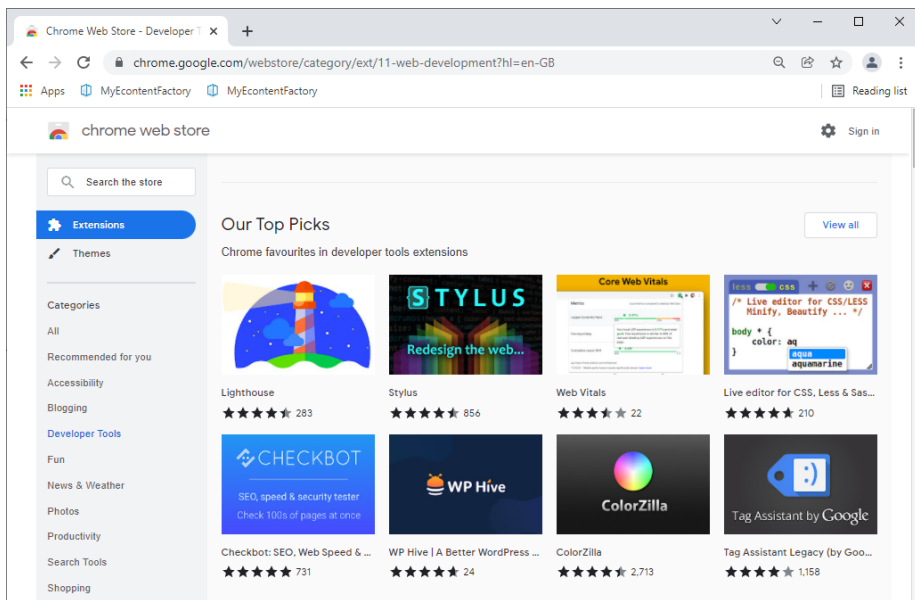 Chrome Web Store - Developer T
chrome.google.com/webstore/category/ext/11-web-development?hl=en-GB
Apps
MyEcontentFactory
MyEcontentFactory
Reading list
chrome web store
Sign in
Search the store
Extensions
Themes
Categories
All
Recommended for you
Accessibility
Blogging
Developer Tools
Fun
News & Weather
Photos
Productivity
Search Tools
Shopping
Our Top Picks
View all
Chrome favourites in developer tools extensions
STYLUS
Redesign the web...
Core Web Vitals
less css
/* Live editor for CSS/LESS
Minify, Beautify ... */
body * {
color: aq
}
aqua
aquamarine
Lighthouse
283
Stylus
856
Web Vitals
22
Live editor for CSS, Less & Sas...
210
CHECKBOT
SEO, speed & security tester
Check 100s of pages at once
WP Hive
ColorZilla
:)
Tag Assistant by Google
Checkbot: SEO, Web Speed & ...
731
WP Hive | A Better WordPress ...
24
ColorZilla
2,713
Tag Assistant Legacy (by Goo...
1,158